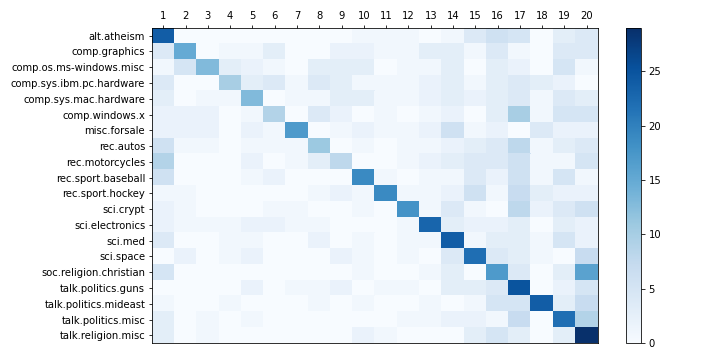 1 2 3 4 5 6 7 8 9 10 11 12 13 14 15 16 17 18 19 20
alt.atheism
comp.graphics
comp.os.ms-windows.misc
comp.sys.ibm.pc.hardware
comp.sys.mac.hardware
comp.windows.x
misc.forsale
rec.autos
rec.motorcycles
rec.sport.baseball
rec.sport.hockey
sci.crypt
sci.electronics
sci.med
sci.space
soc.religion.christian
talk.politics.guns
talk.politics.mideast
talk.politics.misc
talk.religion.misc
25
20
15
10
5
0